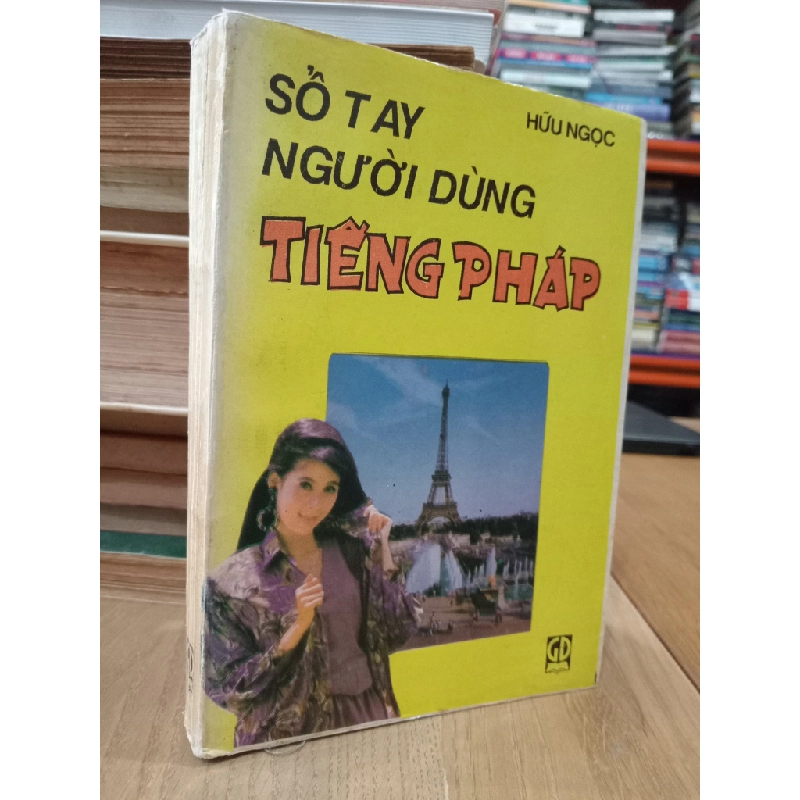 SỔ TAY
HỮU NGỌC
NGƯỜI DÙNG
TIẾNG PHÁP
GD